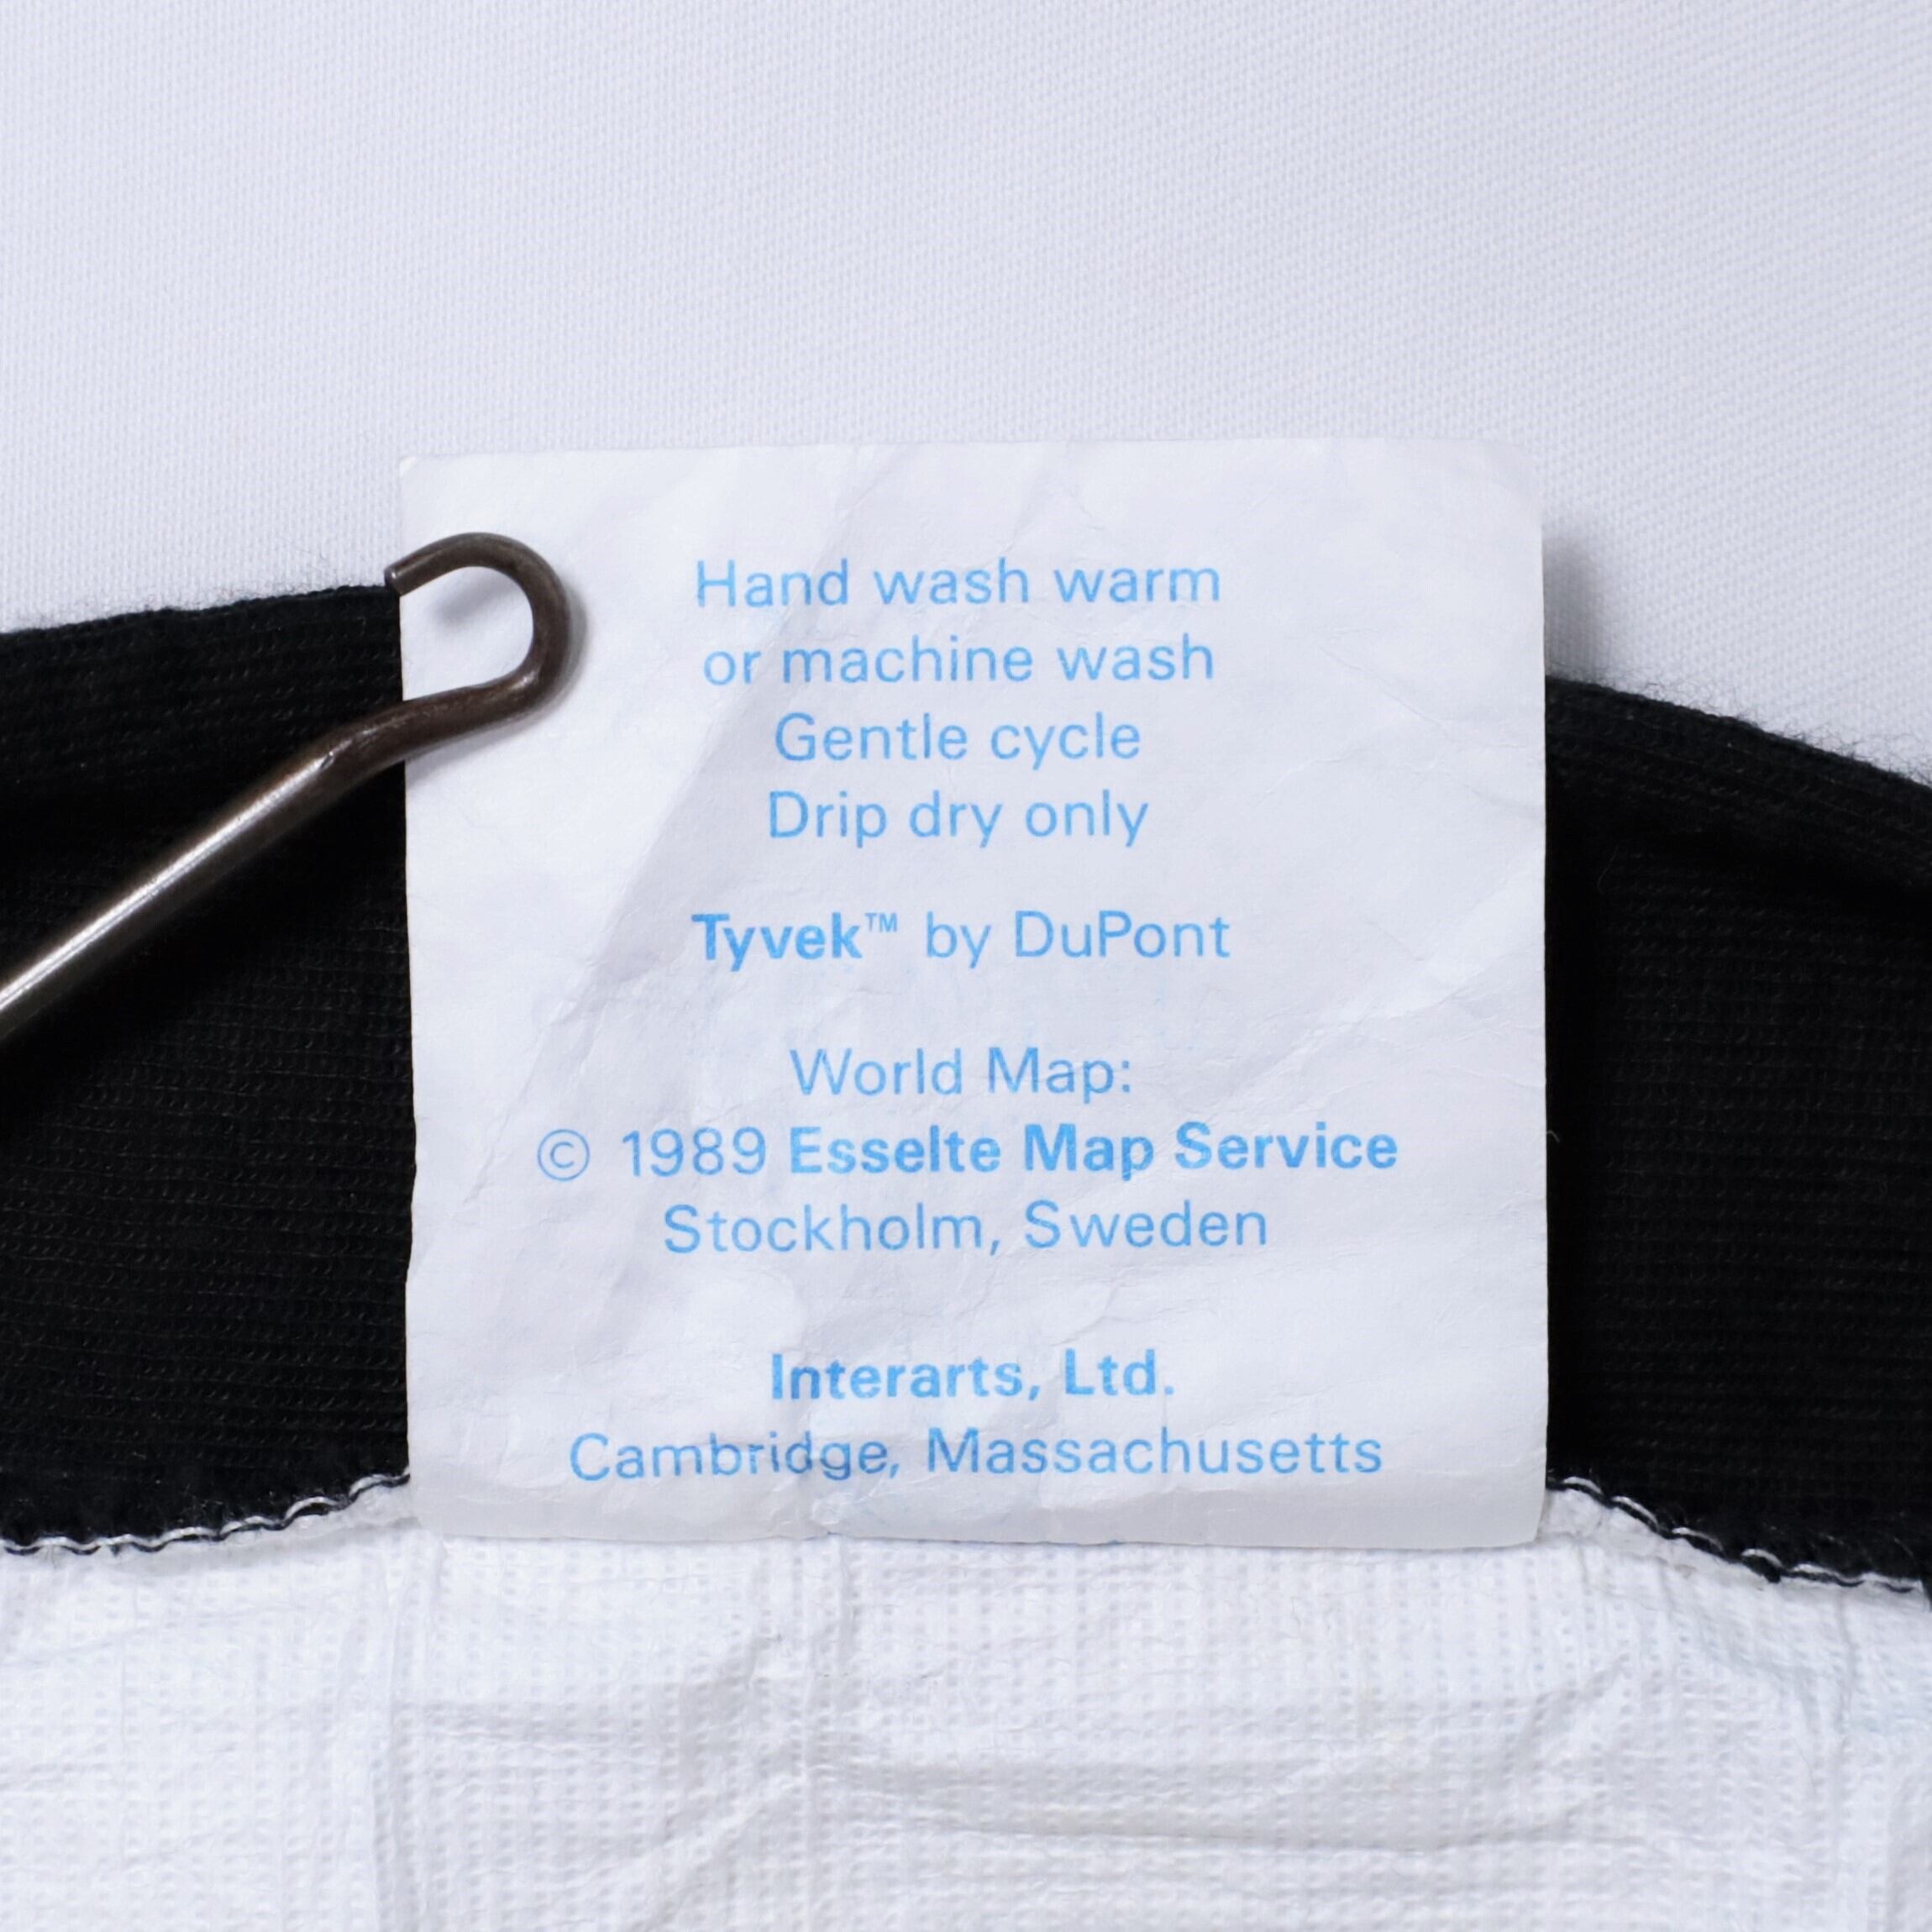 Hand wash warm
or machine wash
Gentle cycle
Drip dry only
Tyvek™ by DuPont
World Map:
© 1989 Esselte Map Service
Stockholm, Sweden
Interarts, Ltd.
Cambridge, Massachusetts